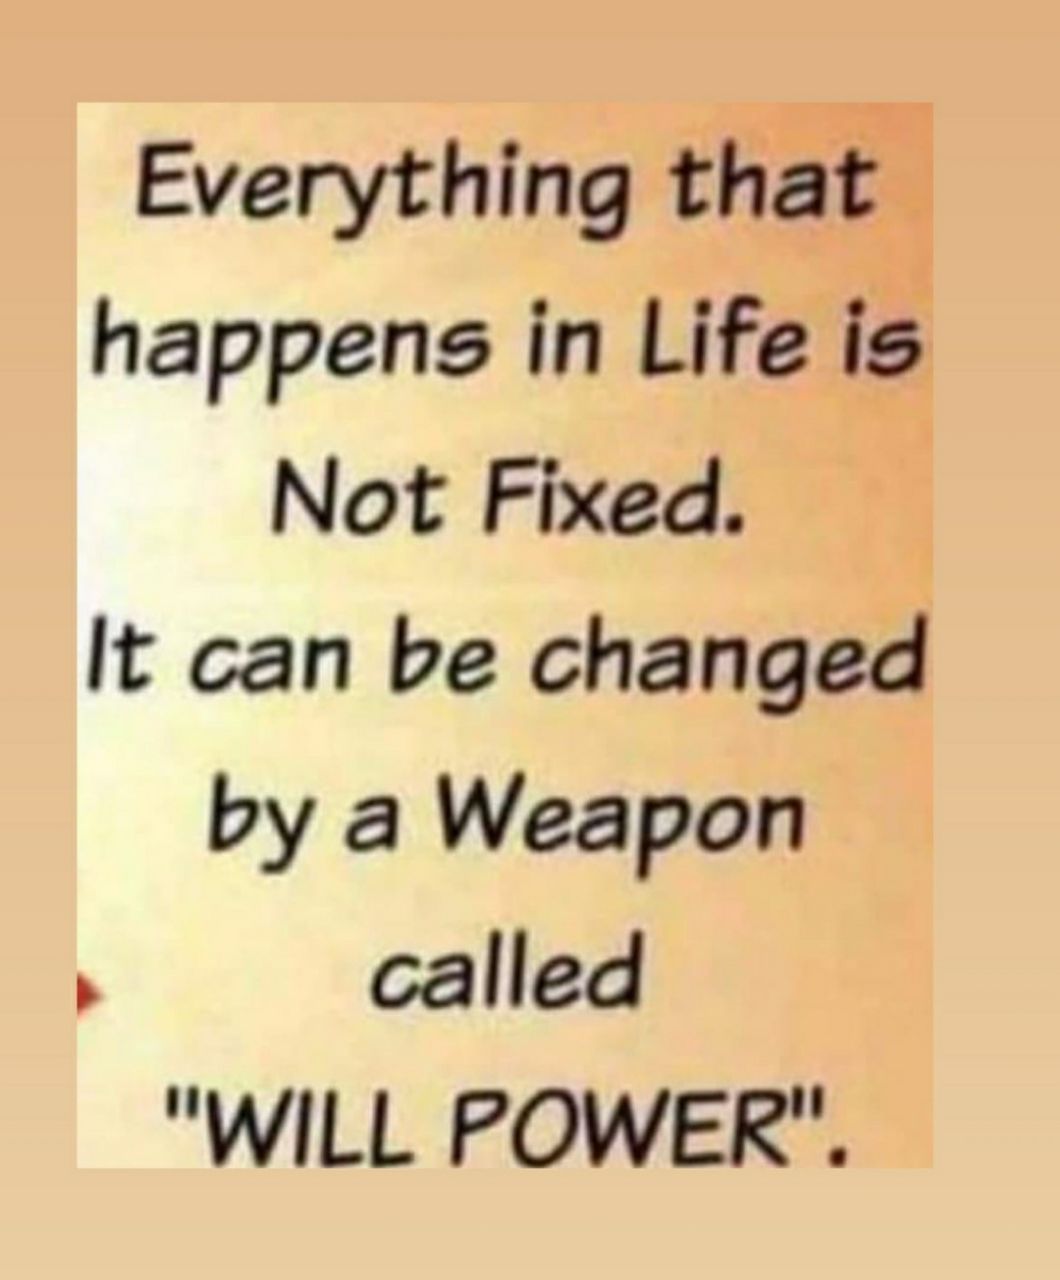 Everything that
happens in Life is
Not Fixed.
It can be changed
by a Weapon
called
"WILL POWER".